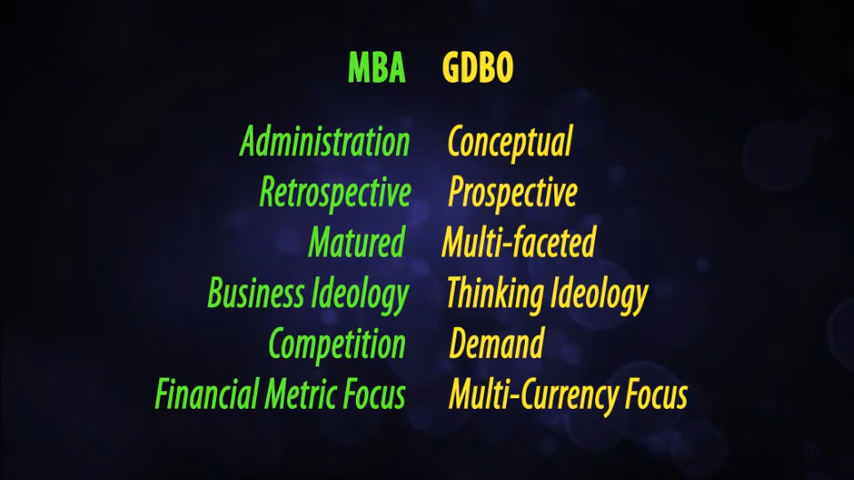 MBA GDBO
Administration Conceptual
Retrospective Prospective
Matured Multi-faceted
Business Ideology Thinking Ideology
Competition Demand
Financial Metric Focus Multi-Currency Focus